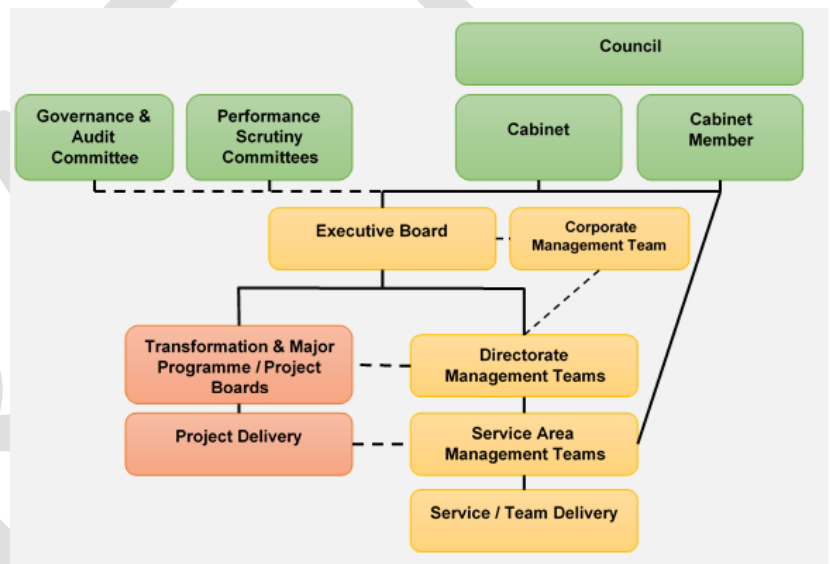 Council
Governance &
Audit
Committee
Performance
Scrutiny
Committees
Cabinet
Cabinet
Member
Executive Board
Corporate
Management Team
Transformation & Major
Programme / Project
Boards
Directorate
Management Teams
Project Delivery
Service Area
Management Teams
Service / Team Delivery